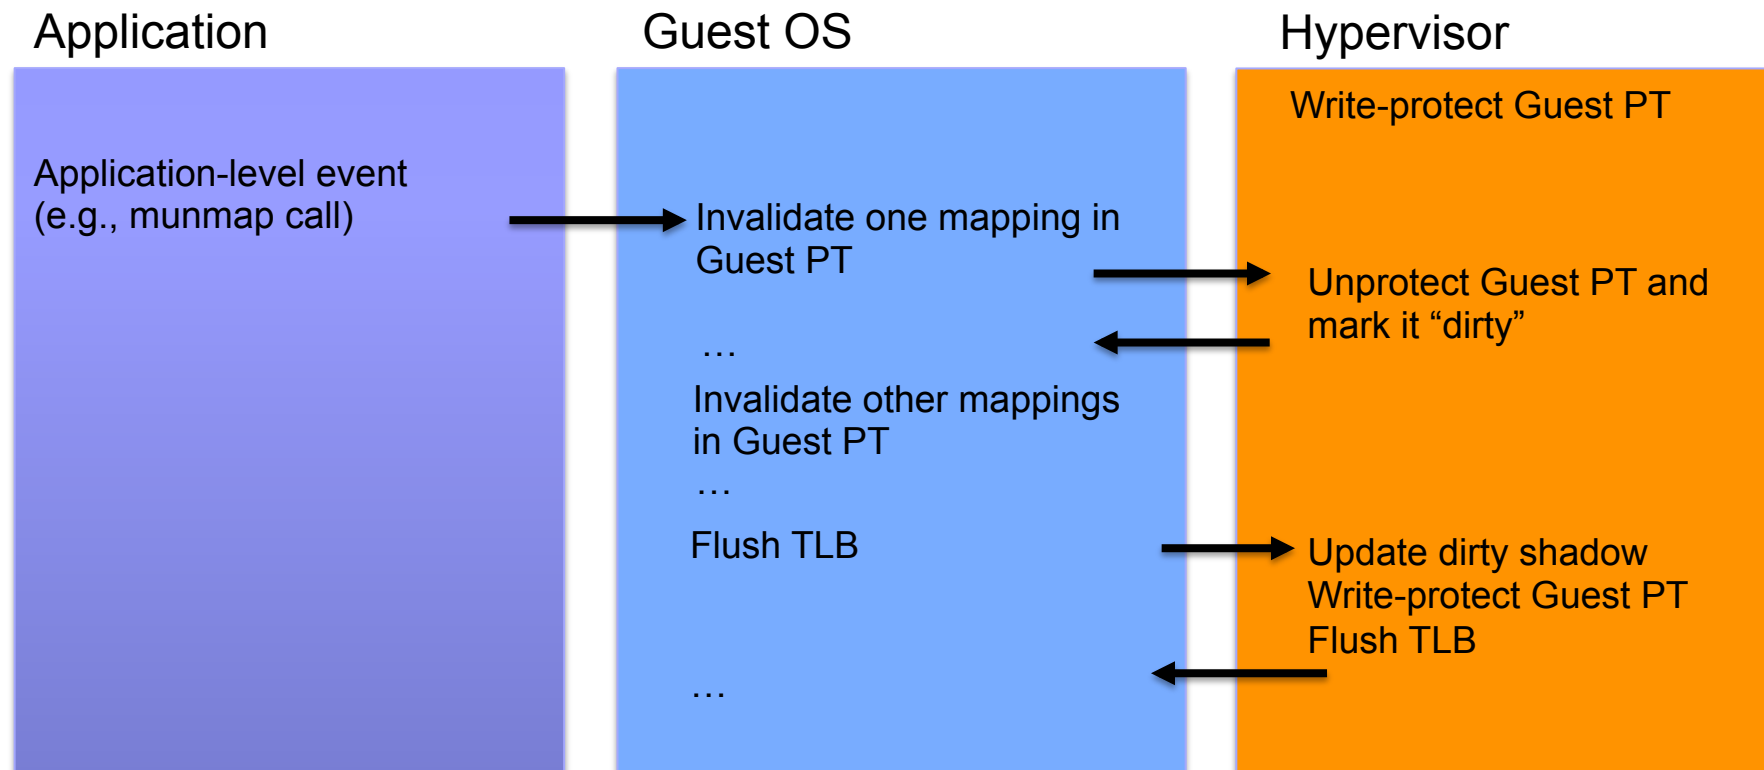 Application
Guest OS
Hypervisor
Write-protect Guest PT
Application-level event
(e.g., munmap call)
Invalidate one mapping in
Guest PT
Unprotect Guest PT and
mark it “dirty”
…
Invalidate other mappings
in Guest PT
…
Flush TLB
Update dirty shadow
Write-protect Guest PT
Flush TLB
…